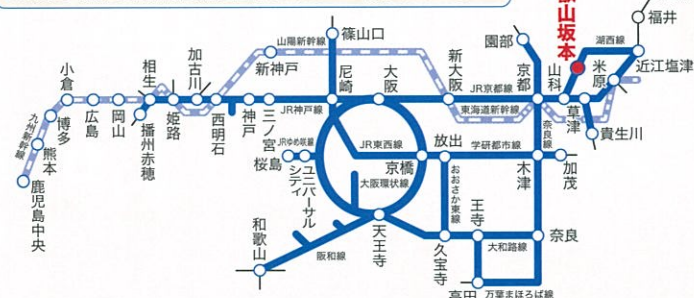 山坂本
福井
湖西線
近江塩津
米原
山科
草津
貴生川
園部
京都
JR京都線
新大阪
東海道新幹線
大阪
尼崎
篠山口
山陽新幹線
新神戸
JR神戸線
三ノ宮
神戸
西明石
加古川
姫路
相生
播州赤穂
岡山
広島
小倉
博多
九州新幹線
熊本
鹿児島中央
JRゆめ咲線
桜島
ユニバーサル
シティ
JR東西線
京橋
放出
学研都市線
奈良線
木津
加茂
大阪環状線
おおさか東線
天王寺
久宝寺
王寺
大和路線
奈良
和歌山
阪和線
高田
万葉まほろば線